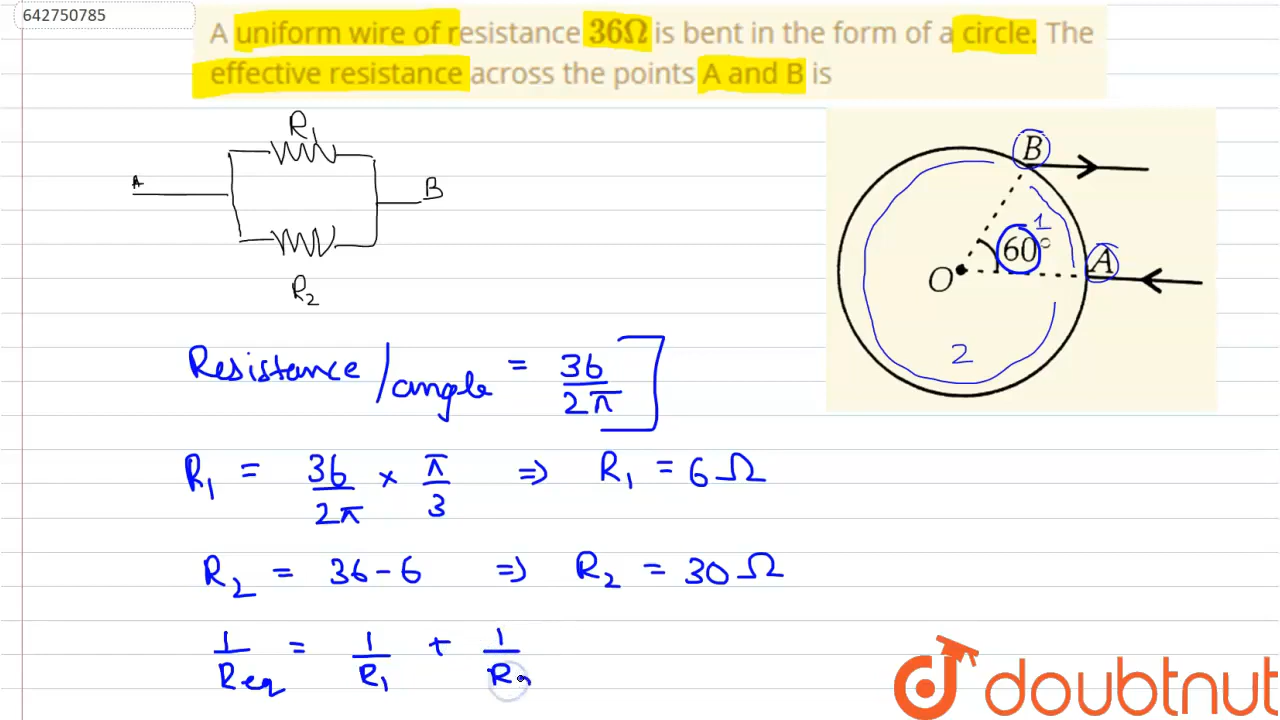 642750785
A uniform wire of resistance 36Ω is bent in the form of a circle. The
effective resistance across the points A and B is
R₁
A
B
R₂
B
1
60°
A
O
2
Resistance/angle = 36/2π
R₁ = 36/2π × π/3 ⇒ R₁ = 6Ω
R₂ = 36-6 ⇒ R₂ = 30Ω
1/Req = 1/R₁ + 1/R
doubtnut